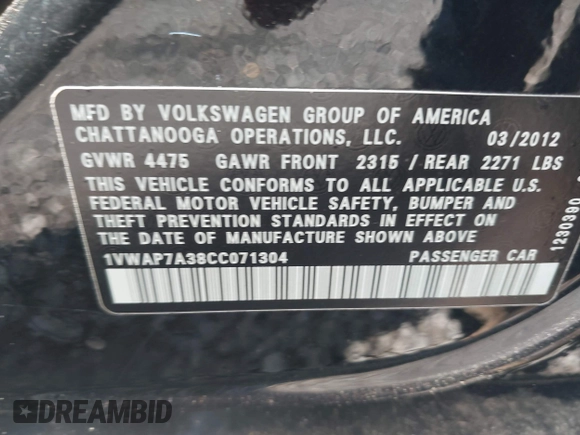 MFD BY VOLKSWAGEN GROUP OF AMERICA
CHATTANOOGA OPERATIONS, LLC. 03/2012
GVWR 4475 GAWR FRONT 2315 / REAR 2271 LBS
THIS VEHICLE CONFORMS TO ALL APPLICABLE U.S.
FEDERAL MOTOR VEHICLE SAFETY, BUMPER AND
THEFT PREVENTION STANDARDS IN EFFECT ON
THE DATE OF MANUFACTURE SHOWN ABOVE.
1VWAP7A38CC071304 PASSENGER CAR
1230390
DREAMBID